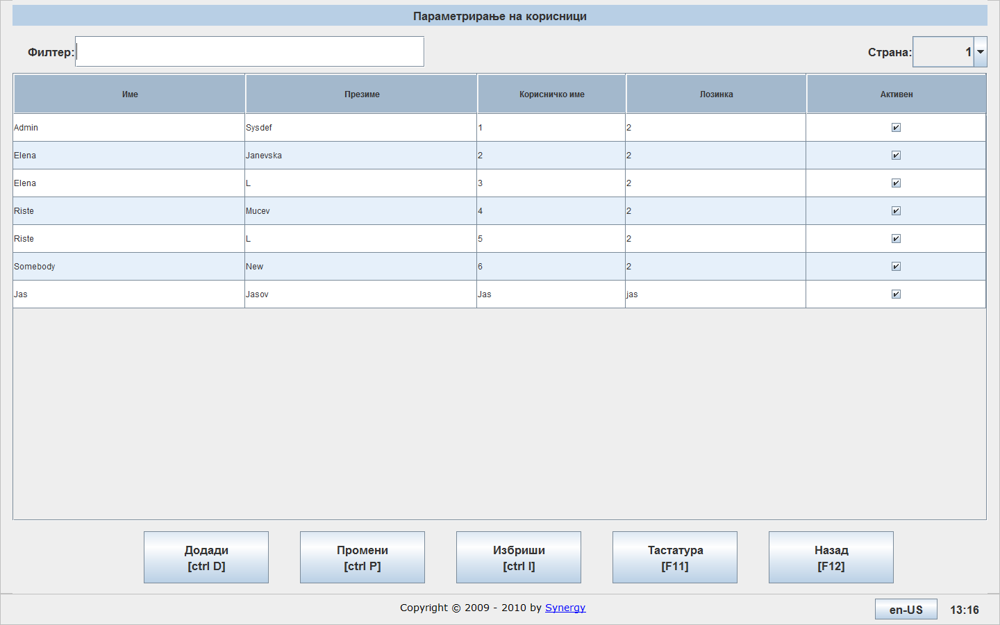 Параметрирање на корисници
Филтер:
Страна: 1
Име Презиме Корисничко име Лозинка Активен
Admin Sysdef 1 2
Elena Janevska 2 2
Elena L 3 2
Riste Mucev 4 2
Riste L 5 2
Somebody New 6 2
Jas Jasov Jas jas
Додади [ctrl D]
Промени [ctrl P]
Избриши [ctrl I]
Тастатура [F11]
Назад [F12]
Copyright © 2009 - 2010 by Synergy
en-US 13:16